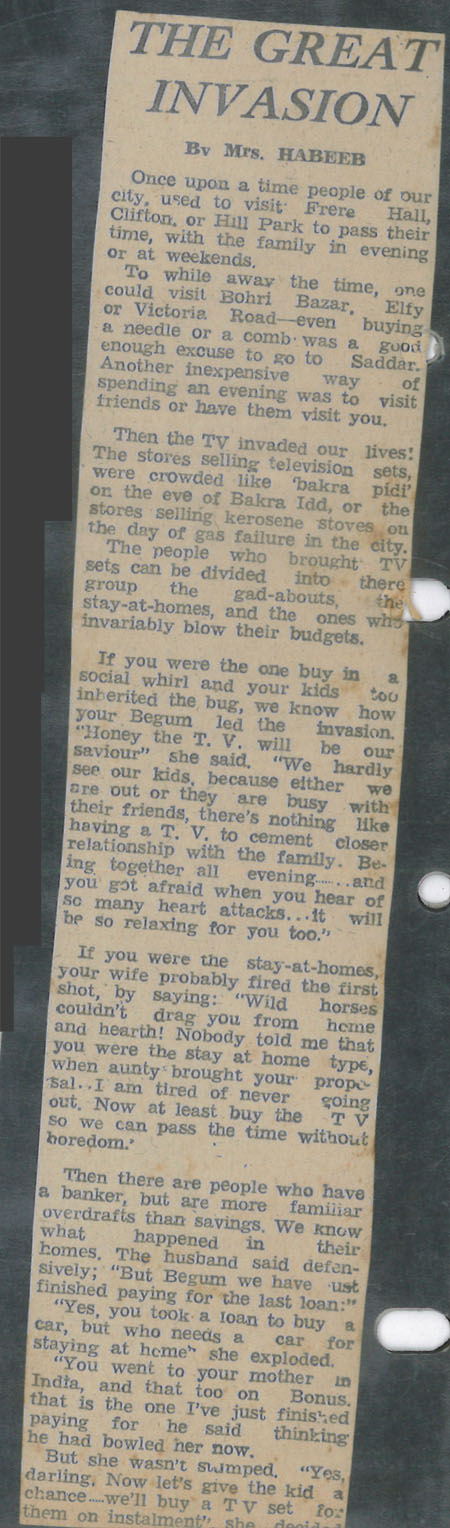 THE GREAT
INVASION
By Mrs. HABEEB
Once upon a time people of our
city, used to visit Frere Hall,
Clifton, or Hill Park to pass their
time, with the family in evening
or at weekends.
To while away the time, one
could visit Bohri Bazar, Elfy
or Victoria Road—even buying
a needle or a comb was a good
enough excuse to go to Saddar.
Another inexpensive way of
spending an evening was to visit
friends or have them visit you.
Then the TV invaded our lives!
The stores selling television sets,
were crowded like 'bakra pidi'
on the eve of Bakra Idd, or the
stores selling kerosene stoves on
the day of gas failure in the city.
The people who brought TV
sets can be divided into there
group the gad-abouts, the
stay-at-homes, and the ones who
invariably blow their budgets.
If you were the one buy in a
social whirl and your kids too
inherited the bug, we know how
your Begum led the invasion.
"Honey the T. V. will be our
saviour" she said. "We hardly
see our kids, because either we
are out or they are busy with
their friends, there's nothing like
having a T. V. to cement closer
relationship with the family. Be-
ing together all evening........and
you got afraid when you hear of
so many heart attacks...it will
be so relaxing for you too."
If you were the stay-at-homes,
your wife probably fired the first
shot, by saying: "Wild horses
couldn't drag you from home
and hearth! Nobody told me that
you were the stay at home type,
when aunty brought your propo-
sal..I am tired of never going
out. Now at least buy the T V
so we can pass the time without
boredom.'
Then there are people who have
a banker, but are more familiar
overdrafts than savings. We know
what happened in their
homes. The husband said defen-
sively; "But Begum we have ust
finished paying for the last loan:"
"Yes, you took a loan to buy a
car, but who needs a car for
staying at home" she exploded.
"You went to your mother in
India, and that too on Bonus.
that is the one I've just finished
paying for he said thinking
he had bowled her now.
But she wasn't stumped. "Yes,
darling. Now let's give the kid a
chance.....we'll buy a T V set for
them on instalment" she decided